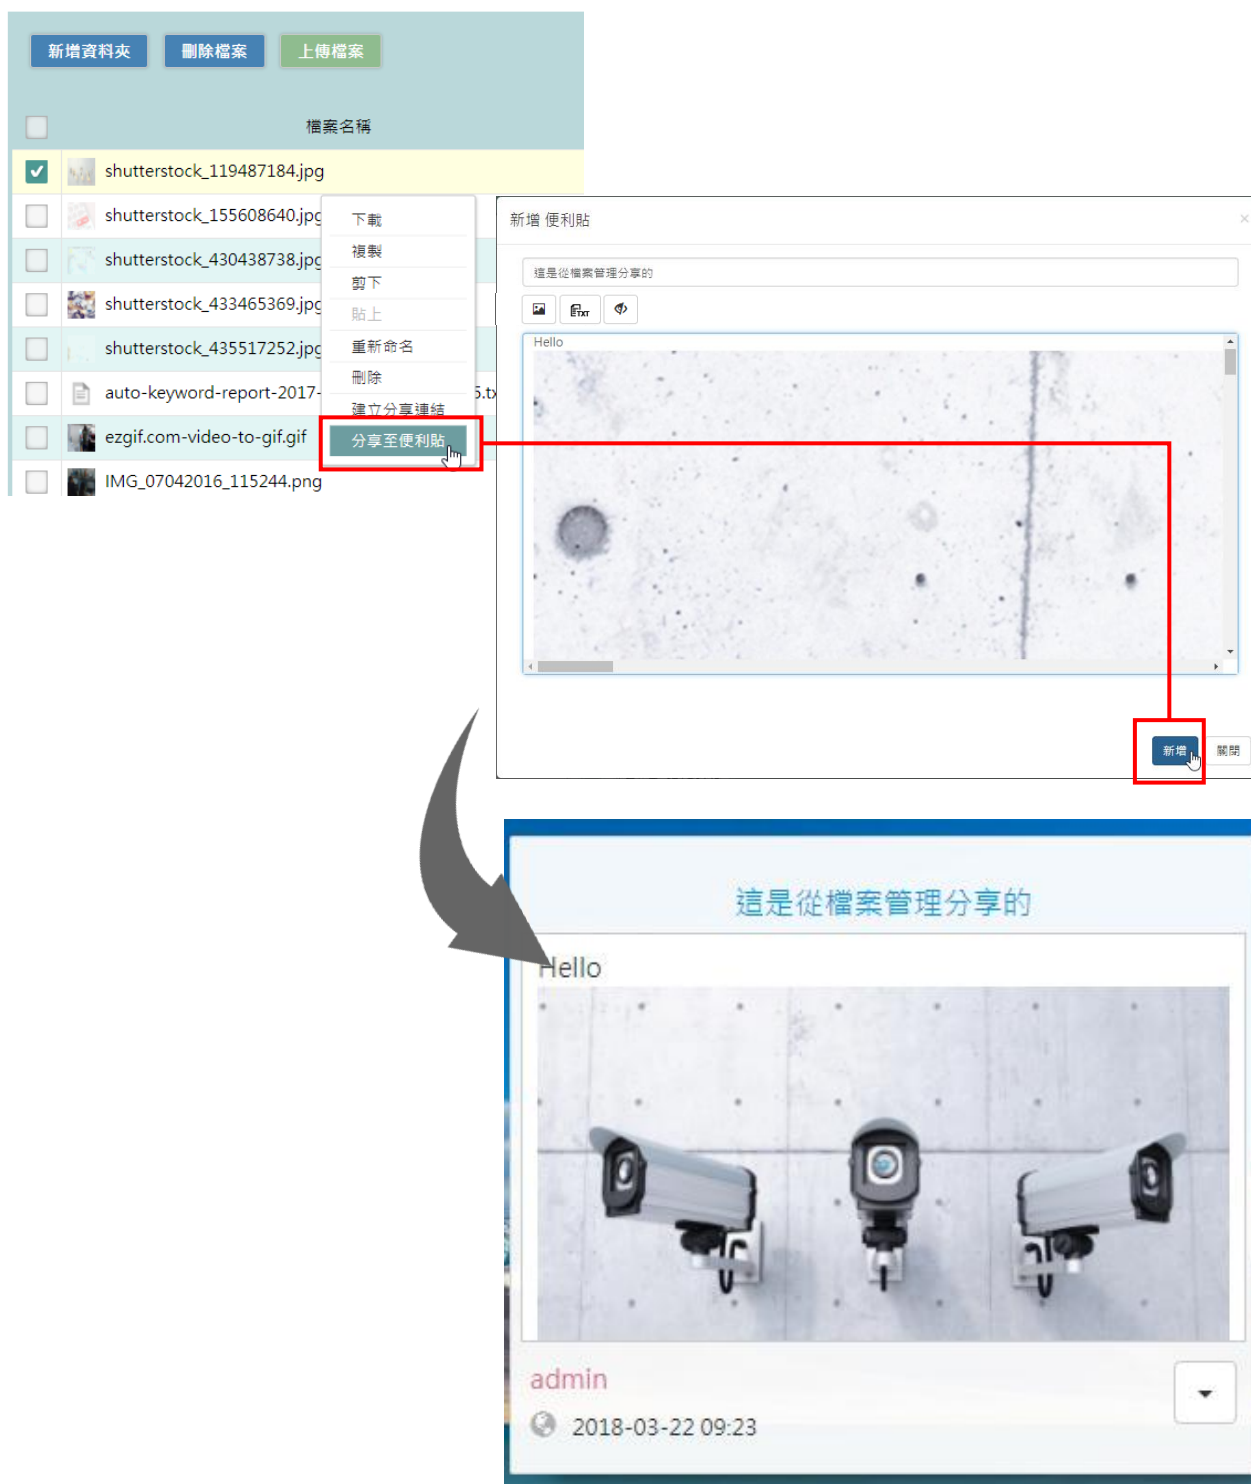 新增資料夾 刪除檔案 上傳檔案
檔案名稱
shutterstock_119487184.jpg
shutterstock_155608640.jpg
shutterstock_430438738.jpg
shutterstock_433465369.jpg
shutterstock_435517252.jpg
auto-keyword-report-2017-
5.tx
ezgif.com-video-to-gif.gif
IMG_07042016_115244.png
下載
複製
剪下
貼上
重新命名
刪除
建立分享連結
分享至便利貼
新增 便利貼
×
這是從檔案管理分享的
TXT
Hello
新增 關閉
這是從檔案管理分享的
Hello
admin
2018-03-22 09:23